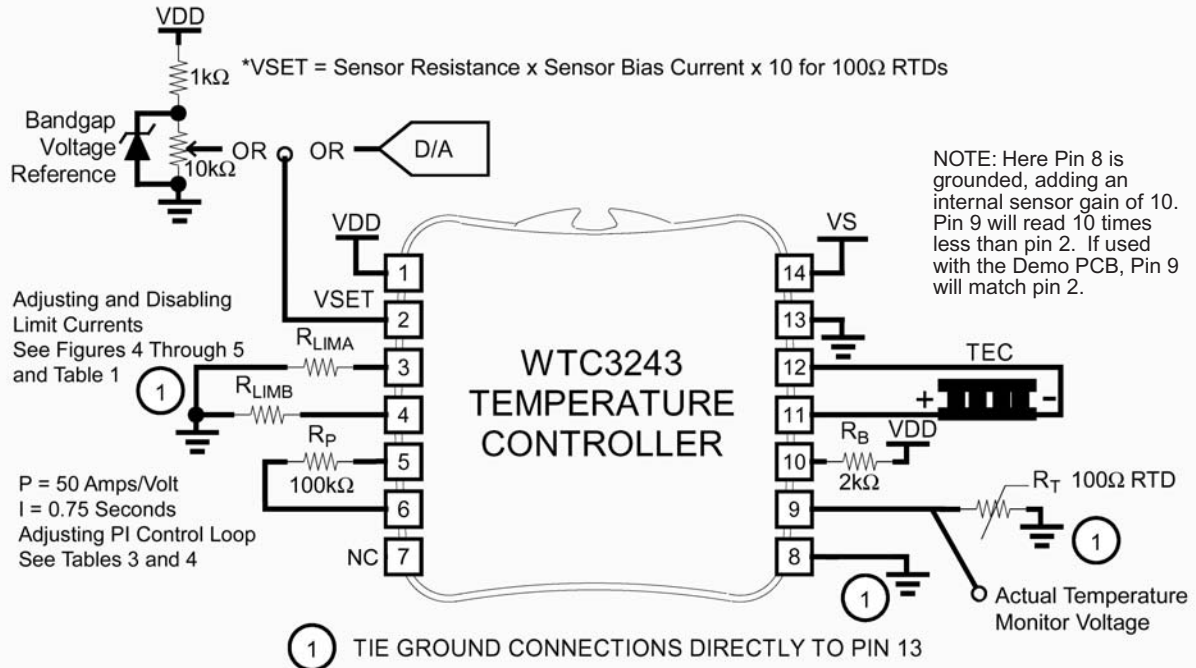 VDD
1kΩ
*VSET = Sensor Resistance x Sensor Bias Current x 10 for 100Ω RTDs
Bandgap
Voltage
Reference
10kΩ
OR
OR
D/A
NOTE: Here Pin 8 is
grounded, adding an
internal sensor gain of 10.
Pin 9 will read 10 times
less than pin 2. If used
with the Demo PCB, Pin 9
will match pin 2.
VDD
VS
1
14
VSET
2
13
Adjusting and Disabling
Limit Currents
See Figures 4 Through 5
and Table 1
1
RLIMA
3
12
TEC
RLIMB
4
11
+
-
WTC3243
TEMPERATURE
CONTROLLER
RP
100kΩ
5
10
RB
2kΩ
VDD
P = 50 Amps/Volt
I = 0.75 Seconds
Adjusting PI Control Loop
See Tables 3 and 4
6
9
RT 100Ω RTD
1
NC
7
8
1
Actual Temperature
Monitor Voltage
1 TIE GROUND CONNECTIONS DIRECTLY TO PIN 13